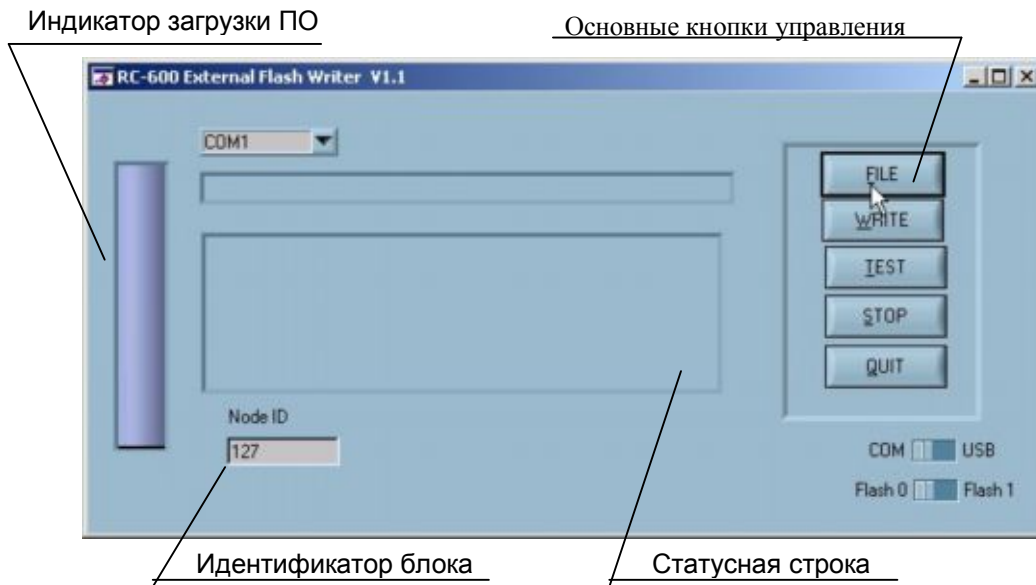 Индикатор загрузки ПО
Основные кнопки управления
RC-600 External Flash Writer V1.1
COM1
FILE
WRITE
TEST
STOP
QUIT
Node ID
127
COM USB
Flash 0 Flash 1
Идентификатор блока
Статусная строка